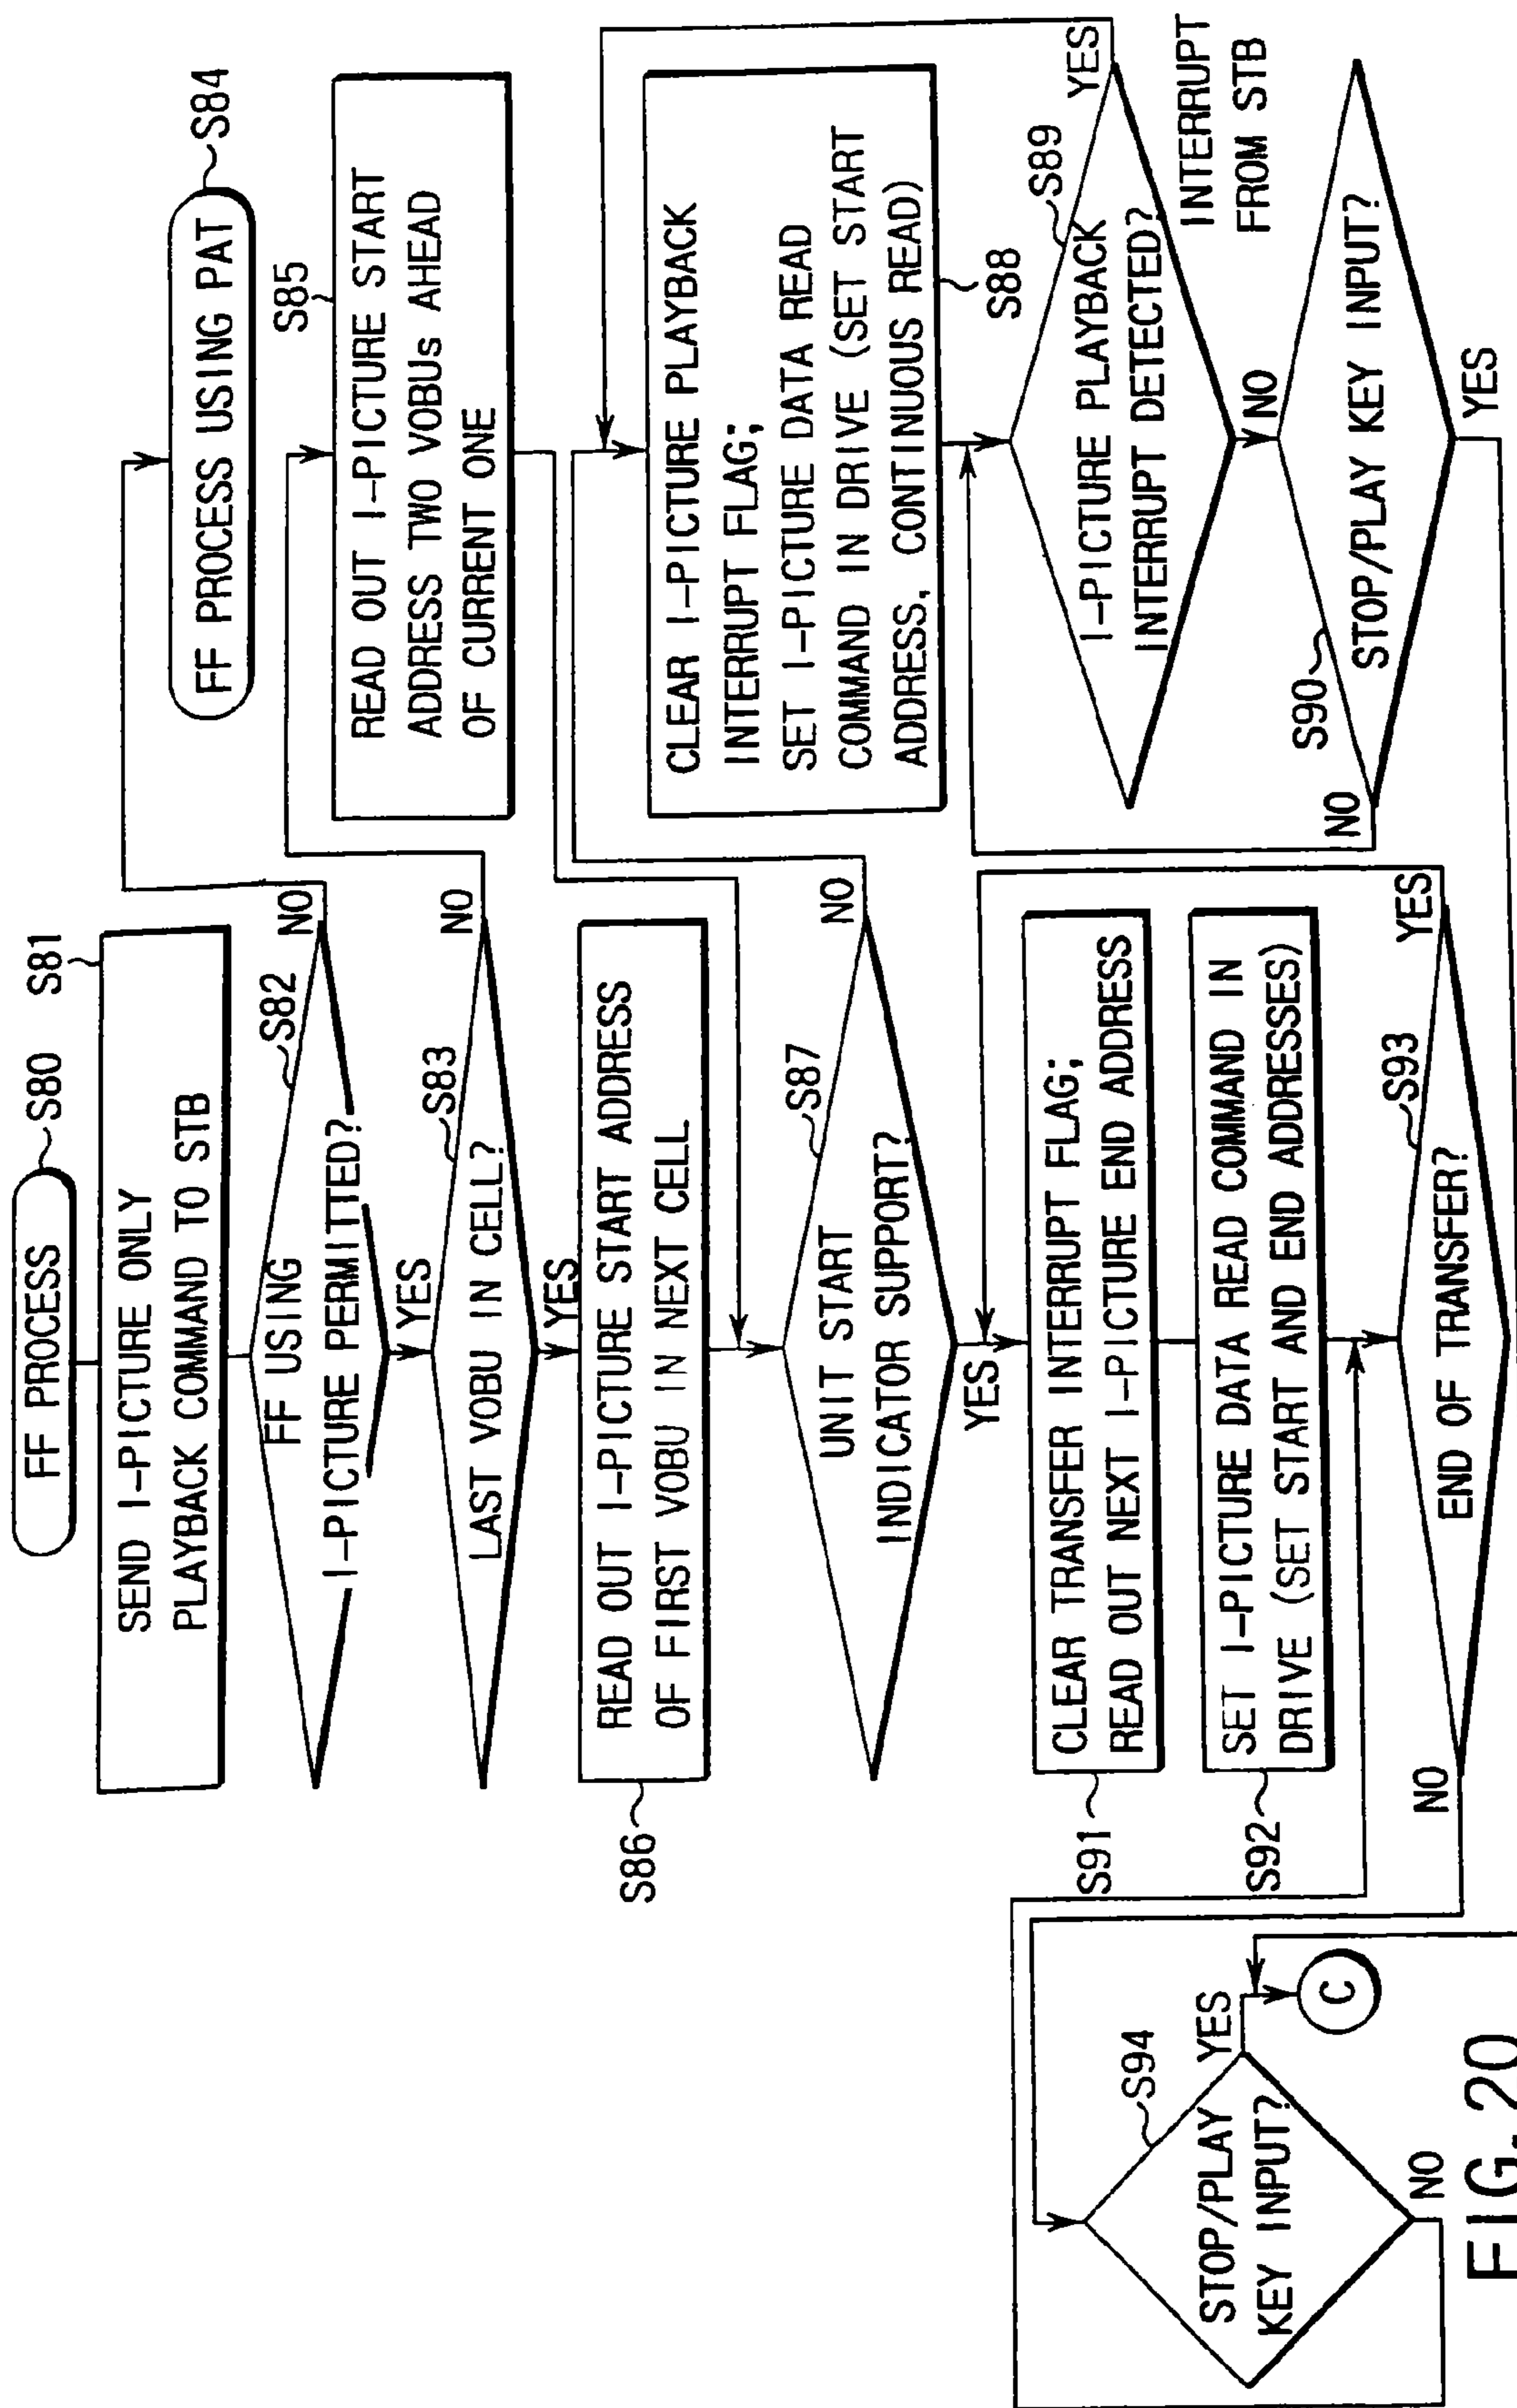 FF PROCESS
S80
S81
SEND I-PICTURE ONLY
PLAYBACK COMMAND TO STB
S82
FF USING
I-PICTURE PERMITTED?
NO
YES
FF PROCESS USING PAT
S84
S83
LAST VOBU IN CELL?
NO
YES
S85
READ OUT I-PICTURE START
ADDRESS TWO VOBUs AHEAD
OF CURRENT ONE
S86
READ OUT I-PICTURE START ADDRESS
OF FIRST VOBU IN NEXT CELL
S87
UNIT START
INDICATOR SUPPORT?
NO
YES
CLEAR I-PICTURE PLAYBACK
INTERRUPT FLAG;
SET I-PICTURE DATA READ
COMMAND IN DRIVE (SET START
ADDRESS, CONTINUOUS READ)
S88
S89
I-PICTURE PLAYBACK
INTERRUPT DETECTED?
YES
INTERRUPT
FROM STB
NO
S90
STOP/PLAY KEY INPUT?
NO
YES
S91
CLEAR TRANSFER INTERRUPT FLAG;
READ OUT NEXT I-PICTURE END ADDRESS
S92
SET I-PICTURE DATA READ COMMAND IN
DRIVE (SET START AND END ADDRESSES)
S93
END OF TRANSFER?
YES
NO
S94
STOP/PLAY
KEY INPUT?
YES
NO
C
FIG. 20